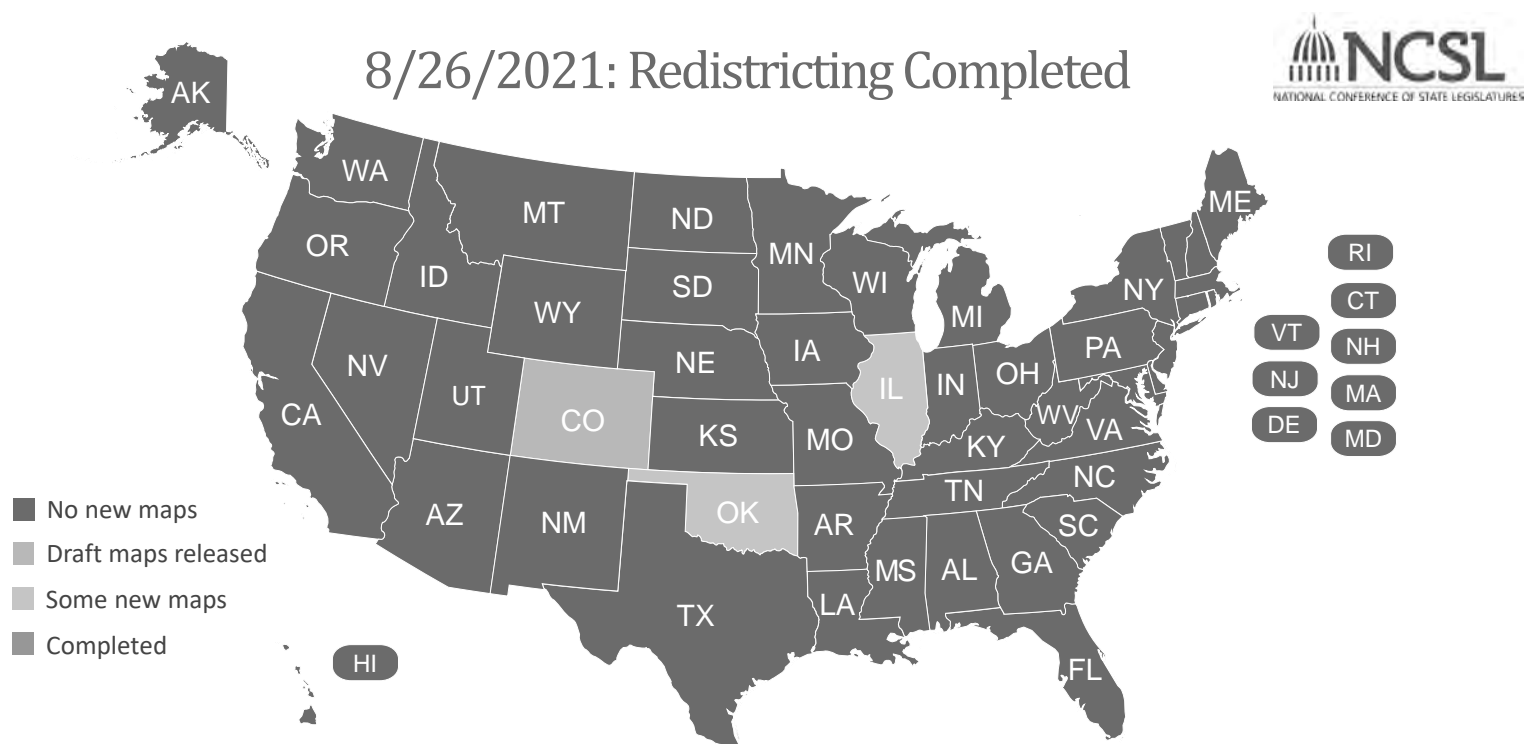 8/26/2021: Redistricting Completed
NCSL
NATIONAL CONFERENCE OF STATE LEGISLATURES
AK
WA
MT
ND
MN
ME
OR
ID
SD
WI
MI
NY
RI
WY
CT
VT
NH
IA
NE
PA
NV
UT
IL
IN
OH
NJ
MA
CA
CO
KS
MO
WV
VA
KY
DE
MD
AZ
NM
OK
AR
TN
NC
SC
MS
AL
GA
TX
LA
FL
No new maps
Draft maps released
Some new maps
Completed
HI